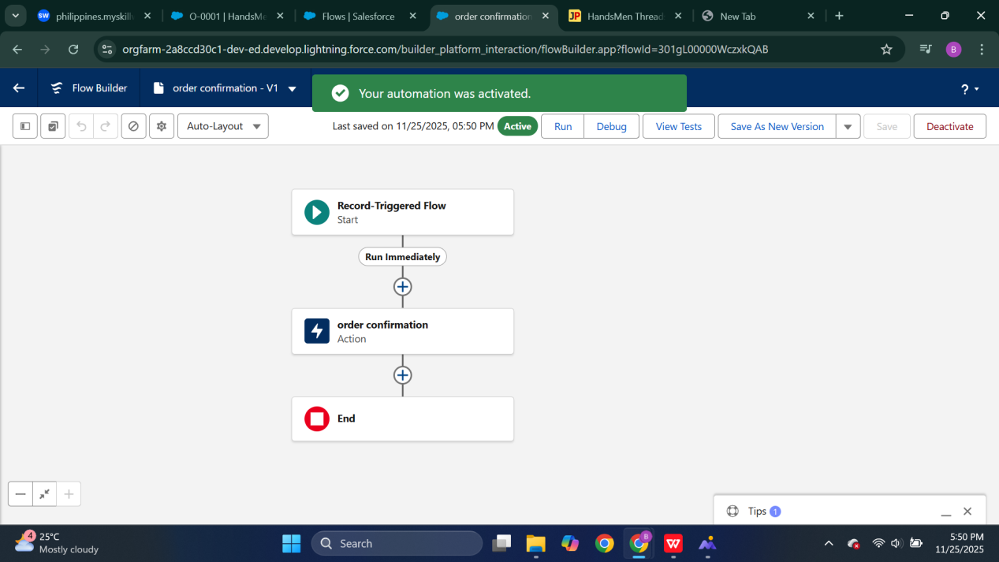 philippines.myskillw
O-0001 | HandsMe
Flows | Salesforce
order confirmation
HandsMen Thread
New Tab
orgfarm-2a8ccd30c1-dev-ed.develop.lightning.force.com/builder_platform_interaction/flowBuilder.app?flowId=301gL00000WczxkQAB
B
Flow Builder
order confirmation - V1
Your automation was activated.
?
Auto-Layout
Last saved on 11/25/2025, 05:50 PM
Active
Run
Debug
View Tests
Save As New Version
Save
Deactivate
Record-Triggered Flow
Start
Run Immediately
order confirmation
Action
End
Tips 1
4
25°C
Mostly cloudy
Search
5:50 PM
11/25/2025